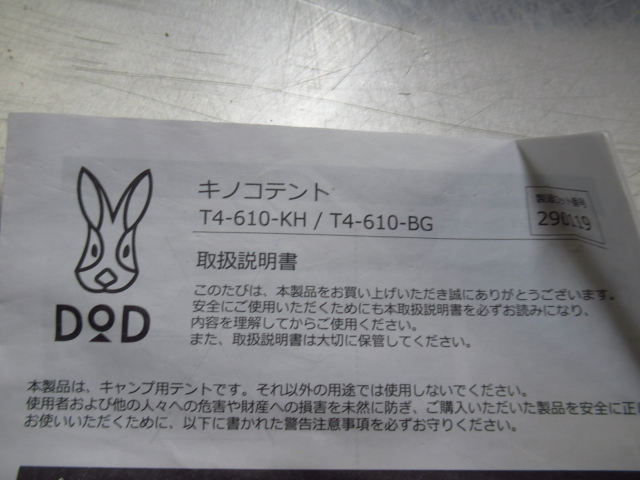 キノコテント
T4-610-KH / T4-610-BG
製造ロット番号
290119
取扱説明書
DOD
このたびは、本製品をお買い上げいただき誠にありがとうございます。
安全にご使用いただくためにも本取扱説明書を必ずお読みになり、
内容を理解してからご使用ください。
また、取扱説明書は大切に保管してください。
本製品は、キャンプ用テントです。それ以外の用途では使用しないでください。
使用者および他の人々への危害や財産への損害を未然に防ぎ、ご購入いただいた製品を安全に正
お使いいただくために、以下に書かれた警告注意事項を必ずお守りください。